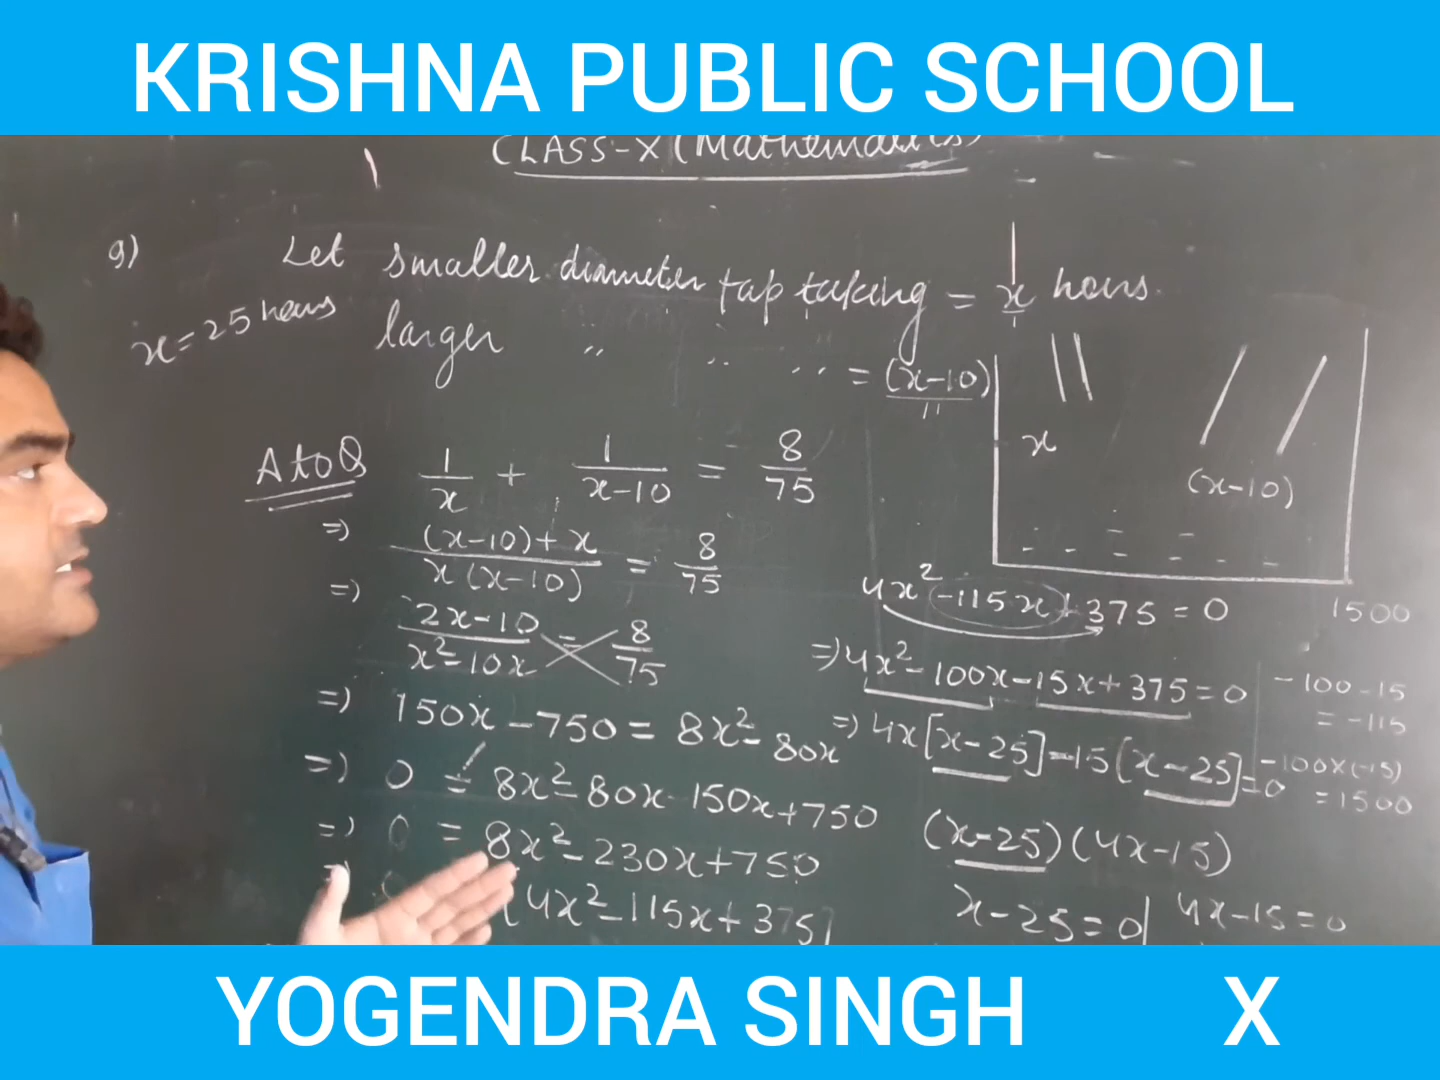 KRISHNA PUBLIC SCHOOL
CLASS-X (Mathematics)
9) Let smaller diameter tap taking = x hours.
x = 25 hours
larger " " " = (x-10) "
x
(x-10)
A to Q 1/x + 1/(x-10) = 8/75
=) ((x-10)+x)/(x(x-10)) = 8/75
=) (2x-10)/(x²-10x) = 8/75
=) 150x - 750 = 8x² - 80x
=) 0 = 8x² - 80x - 150x + 750
=) 0 = 8x² - 230x + 750
=) [4x² - 115x + 375]
4x² - 115x + 375 = 0
=) 4x² - 100x - 15x + 375 = 0
=) 4x[x-25] - 15(x-25) = 0
(x-25)(4x-15)
x-25 = 0 | 4x-15 = 0
1500
-100-15
= -115
-100x(-15)
= 1500
YOGENDRA SINGH X